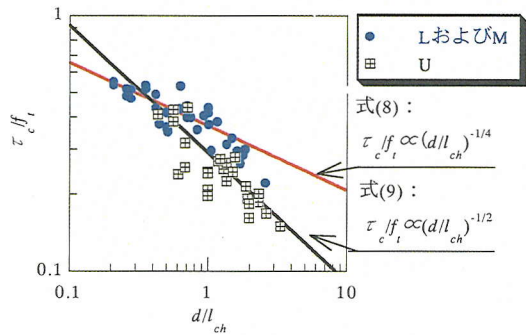 1
0.1
τc/ft
0.1
1
10
d/lch
LおよびM
U
式(8)：
τc/ft∝(d/lch)-1/4
式(9)：
τc/ft∝(d/lch)-1/2